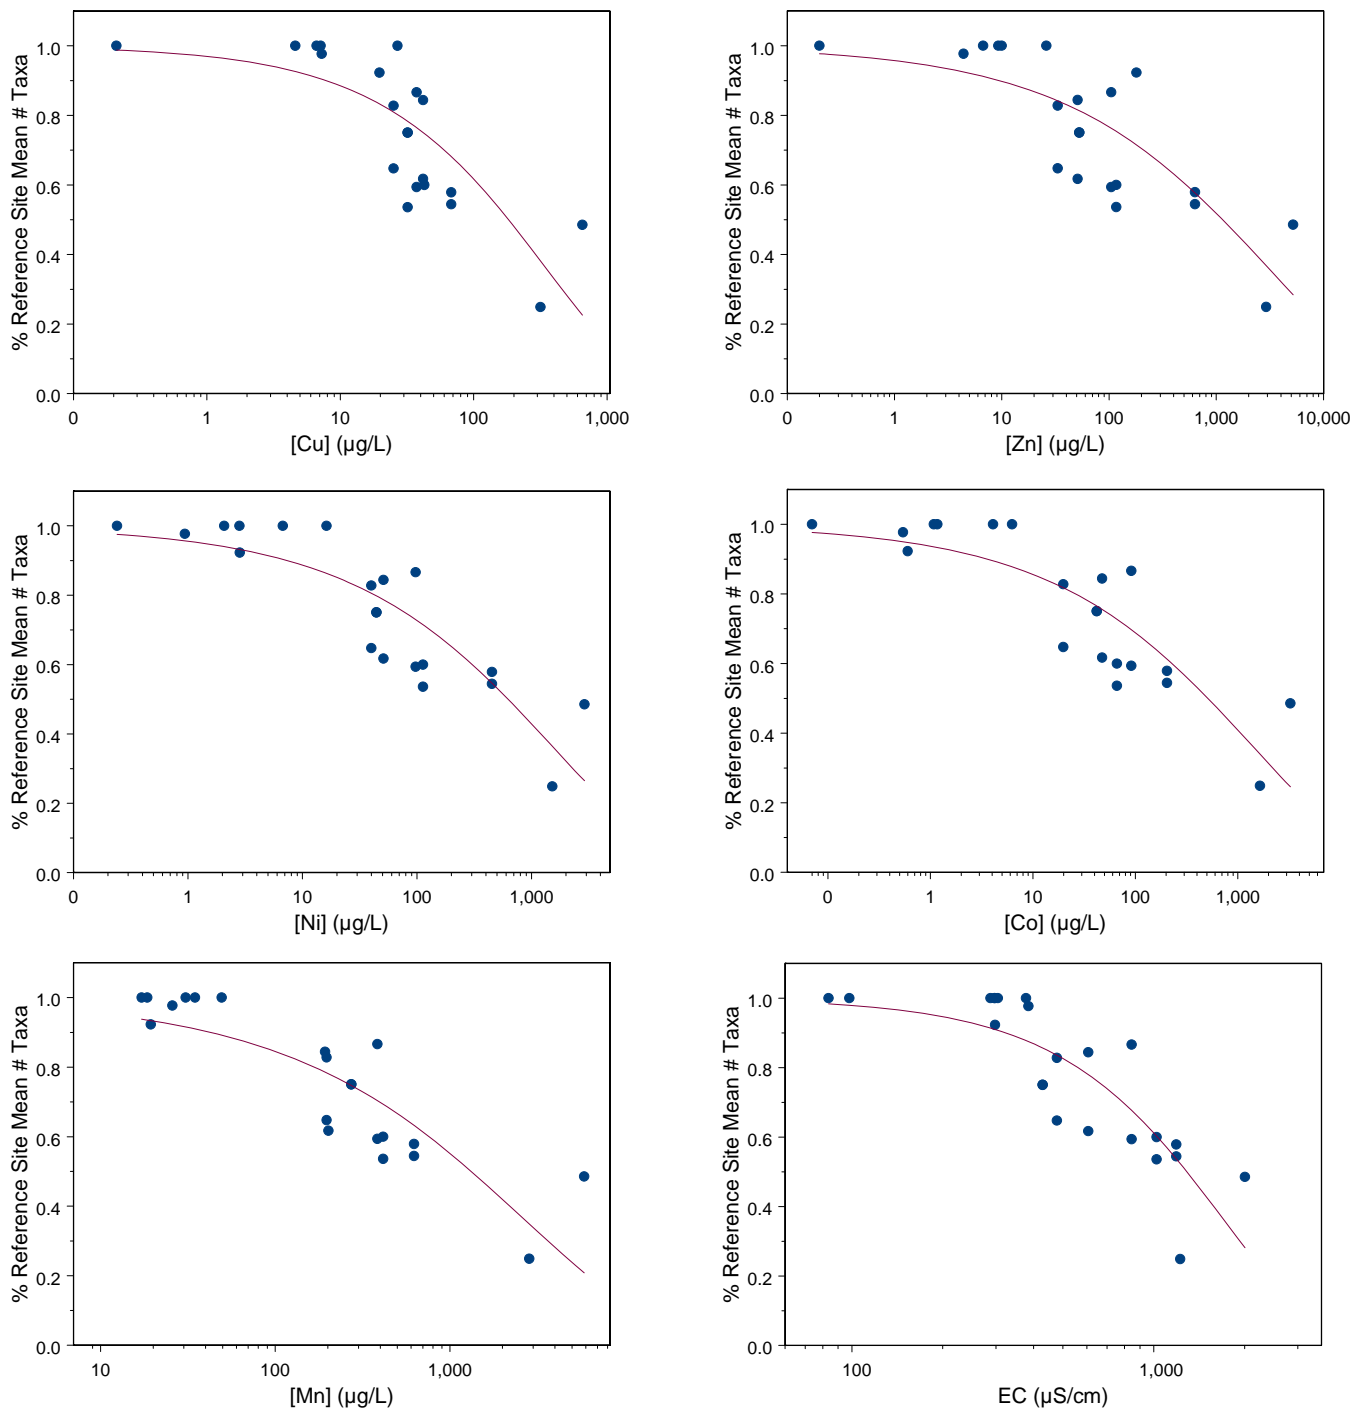 % Reference Site Mean # Taxa
1.0
0.8
0.6
0.4
0.2
0.0
0 1 10 100 1,000
[Cu] (µg/L)
% Reference Site Mean # Taxa
1.0
0.8
0.6
0.4
0.2
0.0
0 1 10 100 1,000 10,000
[Zn] (µg/L)
% Reference Site Mean # Taxa
1.0
0.8
0.6
0.4
0.2
0.0
0 1 10 100 1,000
[Ni] (µg/L)
% Reference Site Mean # Taxa
1.0
0.8
0.6
0.4
0.2
0.0
0 1 10 100 1,000
[Co] (µg/L)
% Reference Site Mean # Taxa
1.0
0.8
0.6
0.4
0.2
0.0
10 100 1,000
[Mn] (µg/L)
% Reference Site Mean # Taxa
1.0
0.8
0.6
0.4
0.2
0.0
100 1,000
EC (µS/cm)